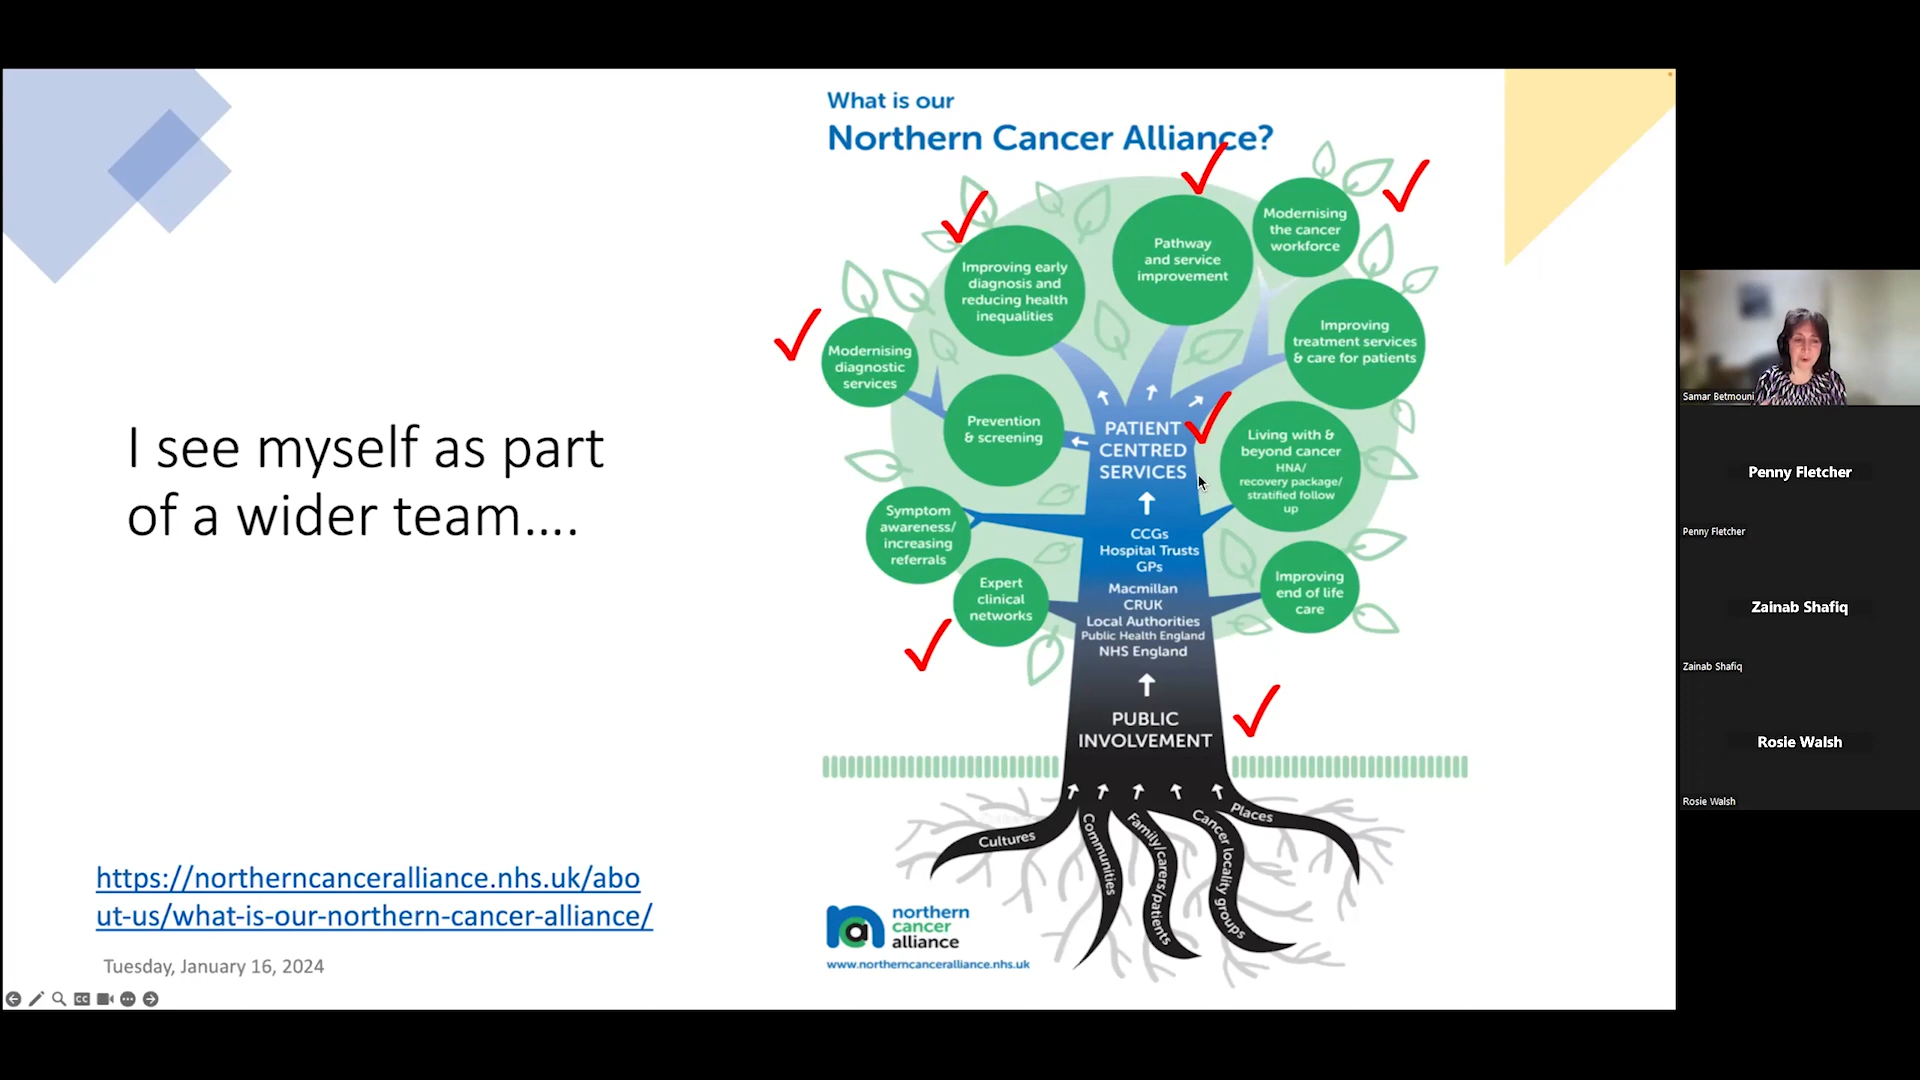 What is our
Northern Cancer Alliance?
I see myself as part
of a wider team....
Pathway
and service
improvement
Modernising
the cancer
workforce
Improving early
diagnosis and
reducing health
inequalities
Improving
treatment services
& care for patients
Modernising
diagnostic
services
Prevention
& screening
PATIENT
CENTRED
SERVICES
Living with &
beyond cancer
HNA/
recovery package/
stratified follow
up
Symptom
awareness/
increasing
referrals
CCGs
Hospital Trusts
GPs
Macmillan
CRUK
Local Authorities
Public Health England
NHS England
Expert
clinical
networks
Improving
end of life
care
PUBLIC
INVOLVEMENT
Cultures
Communities
Family/carers/patients
Cancer locality groups
Places
https://northerncanceralliance.nhs.uk/abo
ut-us/what-is-our-northern-cancer-alliance/
Tuesday, January 16, 2024
northern
cancer
alliance
www.northerncanceralliance.nhs.uk
CC
Samar Betmouni
Penny Fletcher
Penny Fletcher
Zainab Shafiq
Zainab Shafiq
Rosie Walsh
Rosie Walsh